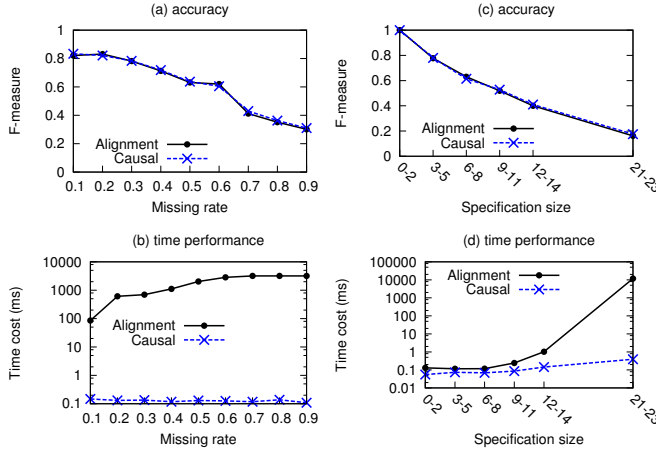 (a) accuracy
F-measure
1
0.8
0.6
0.4
0.2
0
Alignment
Causal
0.1 0.2 0.3 0.4 0.5 0.6 0.7 0.8 0.9
Missing rate
(c) accuracy
F-measure
1
0.8
0.6
0.4
0.2
0
Alignment
Causal
0-2 3-5 6-8 9-11 12-14 21-23
Specification size
(b) time performance
Time cost (ms)
10000
1000
100
10
1
0.1
Alignment
Causal
0.1 0.2 0.3 0.4 0.5 0.6 0.7 0.8 0.9
Missing rate
(d) time performance
Time cost (ms)
100000
10000
1000
100
10
1
0.1
0.01
Alignment
Causal
0-2 3-5 6-8 9-11 12-14 21-23
Specification size